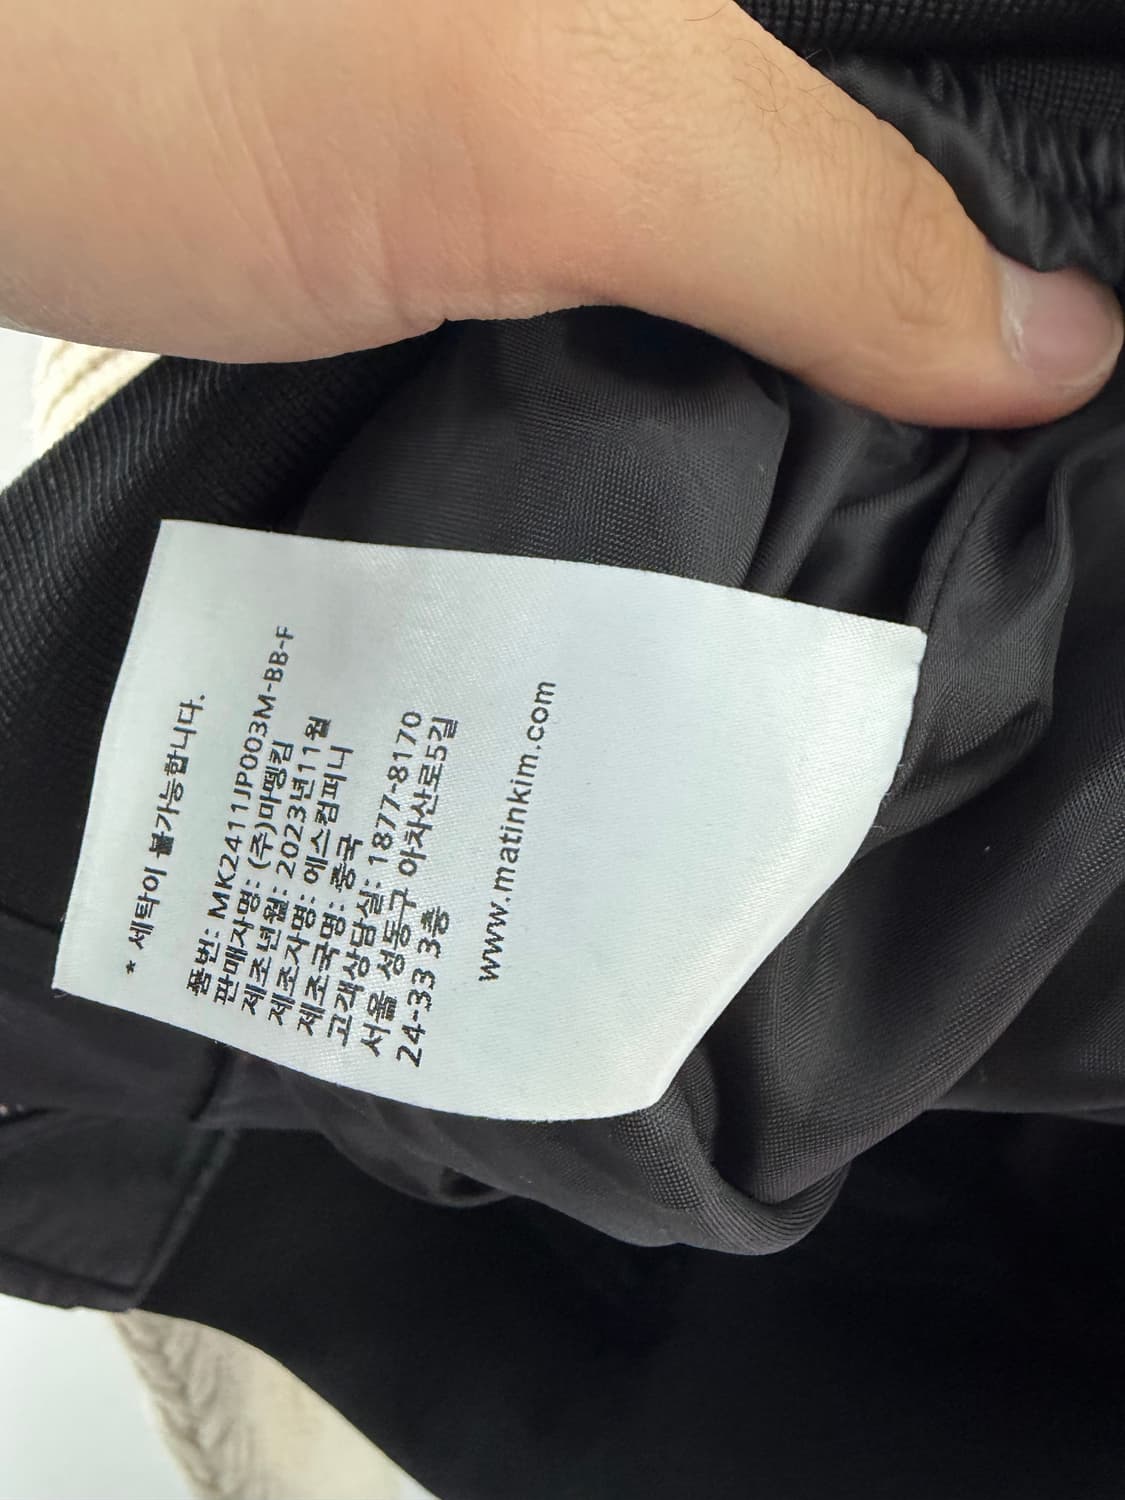 * 세탁이 불가능합니다.
품번: MK2411JP003M-BB-F
판매자명: (주)마뗑킴
제조년월: 2023년11월
제조자명: 에스컴퍼니
제조국명: 중국
고객상담실: 1877-8170
서울 성동구 아차산로5길
24-33 3층
www.matinkim.com